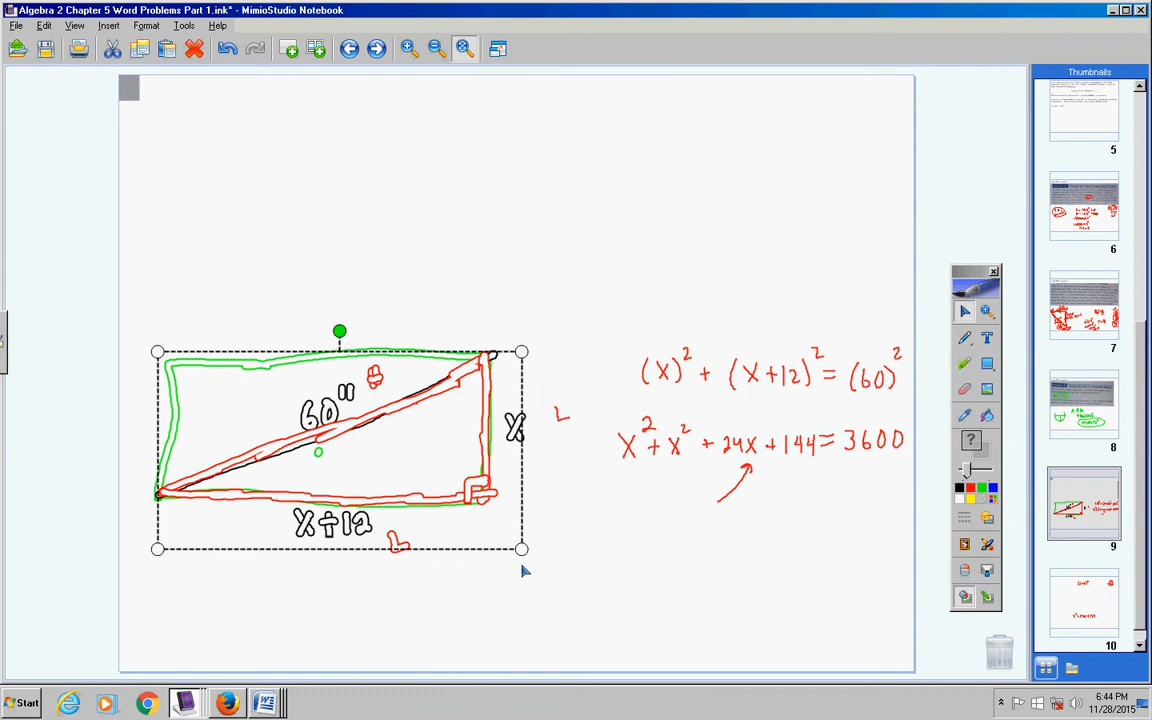 Algebra 2 Chapter 5 Word Problems Part 1.ink* - MimioStudio Notebook
File Edit View Insert Format Tools Help
Thumbnails
5
6
7
8
9
10
60"
x
x+12
L
L
(x)² + (x+12)² = (60)²
x² + x² + 24x + 144 = 3600
Start
6:44 PM
11/28/2015